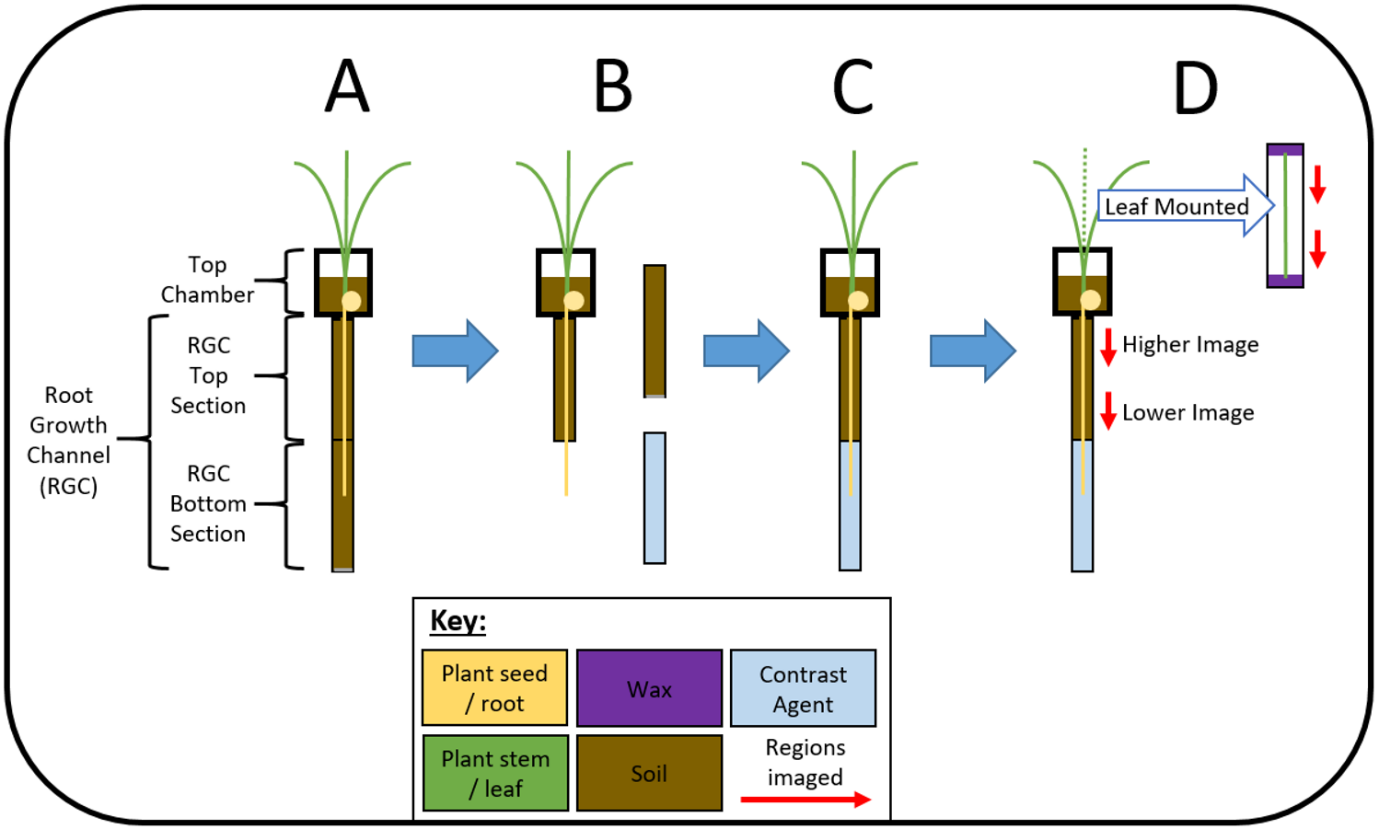 A
B
C
D
Leaf Mounted
Top
Chamber
RGC
Top
Section
Root
Growth
Channel
(RGC)
RGC
Bottom
Section
Higher Image
Lower Image
Key:
Plant seed
/ root
Wax
Contrast
Agent
Plant stem
/ leaf
Soil
Regions
imaged